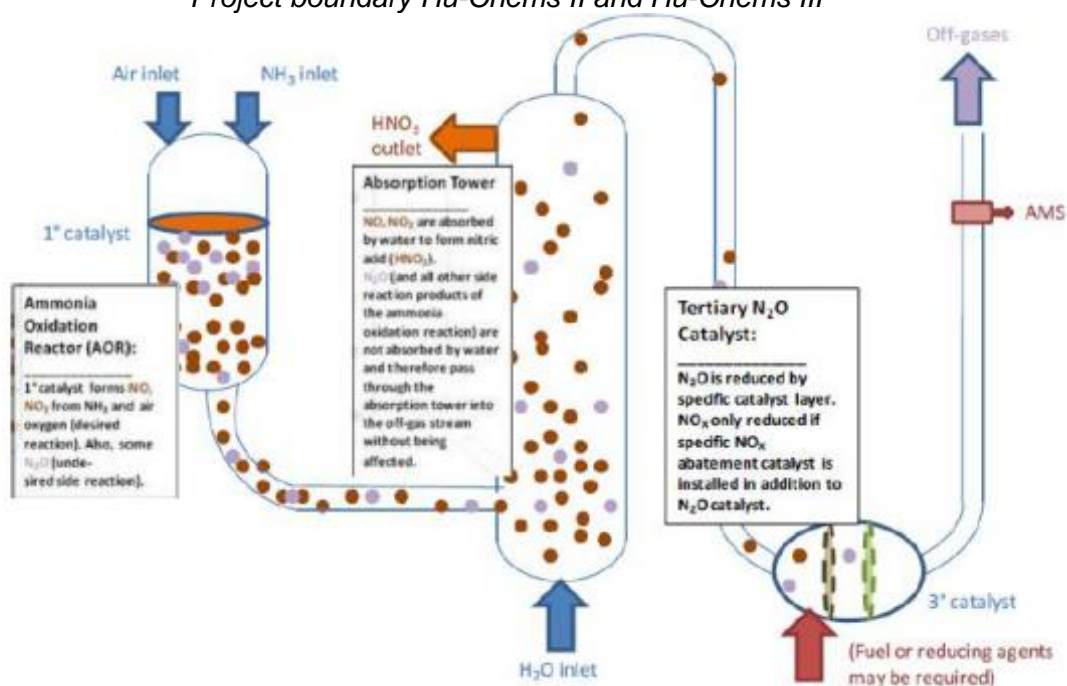 Project boundary Hu-Chems II and Hu-Chems III
Off-gases
Air inlet
NH₃ inlet
HNO₃
outlet
Absorption Tower
NO, NO₂ are absorbed
by water to form nitric
acid (HNO₃).
N₂O (and all other side
reaction products of
the ammonia
oxidation reaction) are
not absorbed by water
and therefore pass
through the
absorption tower into
the off-gas stream
without being
affected.
AMS
1° catalyst
Ammonia
Oxidation
Reactor (AOR):
1° catalyst forms NO,
NO₂ from NH₃ and air
oxygen (desired
reaction). Also, some
N₂O (unde-
sired side reaction).
Tertiary N₂O
Catalyst:
N₂O is reduced by
specific catalyst layer.
NOₓ only reduced if
specific NOₓ
abatement catalyst is
installed in addition to
N₂O catalyst.
3° catalyst
H₂O inlet
(Fuel or reducing agents
may be required)